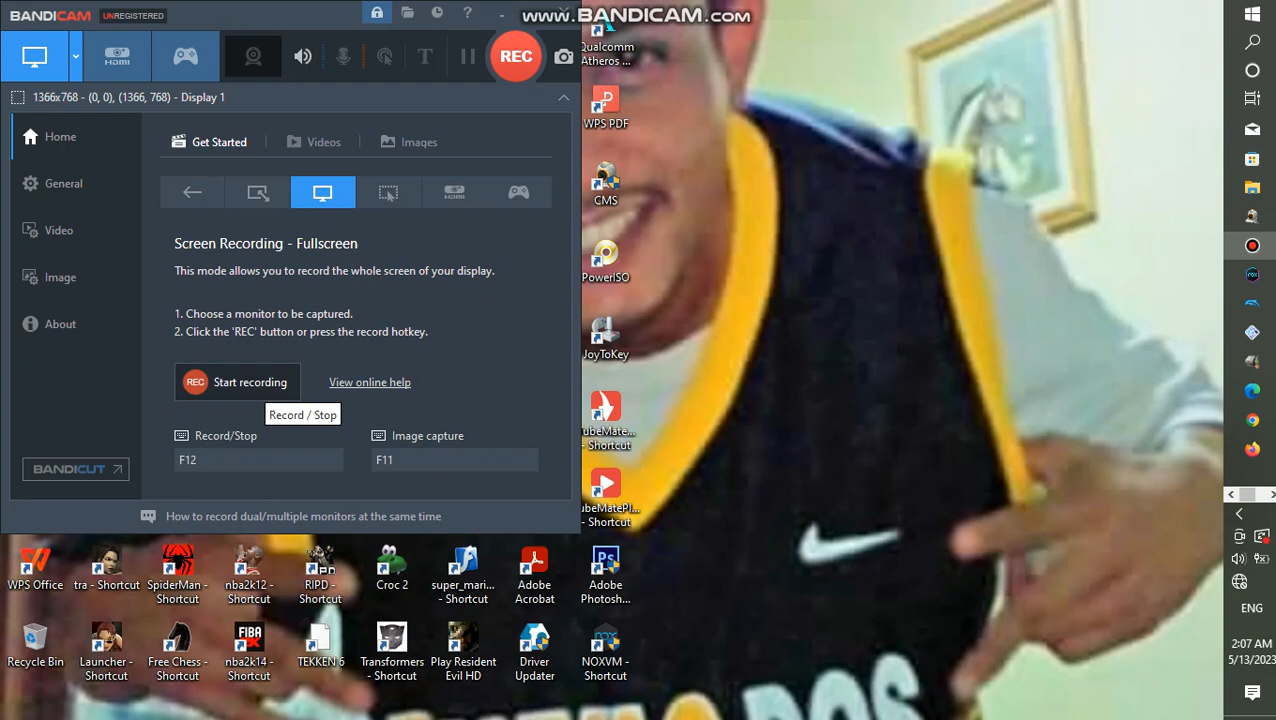 BANDICAM UNREGISTERED
www.BANDICAM.com
HDMI
T
REC
1366x768 - (0, 0), (1366, 768) - Display 1
Home
General
Video
Image
About
BANDICUT
Get Started
Videos
Images
HDMI
Screen Recording - Fullscreen
This mode allows you to record the whole screen of your display.
1. Choose a monitor to be captured.
2. Click the 'REC' button or press the record hotkey.
REC Start recording
View online help
Record / Stop
Record/Stop
Image capture
F12
F11
How to record dual/multiple monitors at the same time
Qualcomm
Atheros ...
WPS PDF
CMS
PowerISO
JoyToKey
ubeMate...
- Shortcut
ubeMatePl...
- Shortcut
WPS Office
tra - Shortcut
SpiderMan -
Shortcut
nba2k12 -
Shortcut
RIPD -
Shortcut
Croc 2
super_mari...
- Shortcut
Adobe
Acrobat
Ps
Adobe
Photosh...
Recycle Bin
Launcher -
Shortcut
Free Chess -
Shortcut
FIBA
nba2k14 -
Shortcut
TEKKEN 6
Transformers
- Shortcut
Play Resident
Evil HD
Driver
Updater
nox
NOXVM -
Shortcut
nox
ENG
2:07 AM
5/13/2023